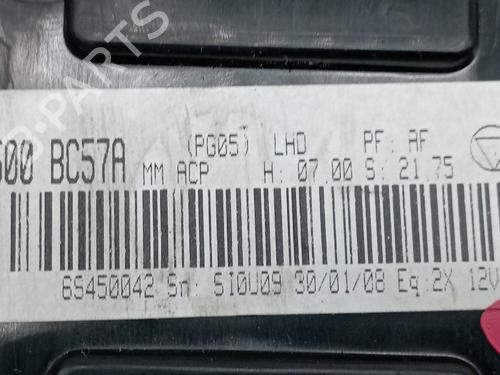 (PG05) LHD PF: AF
600 BC57A MM ACP H: 07.00 S: 21.75
6S450042 Sn: SI0U09 30/01/08 Eq:2X 12V